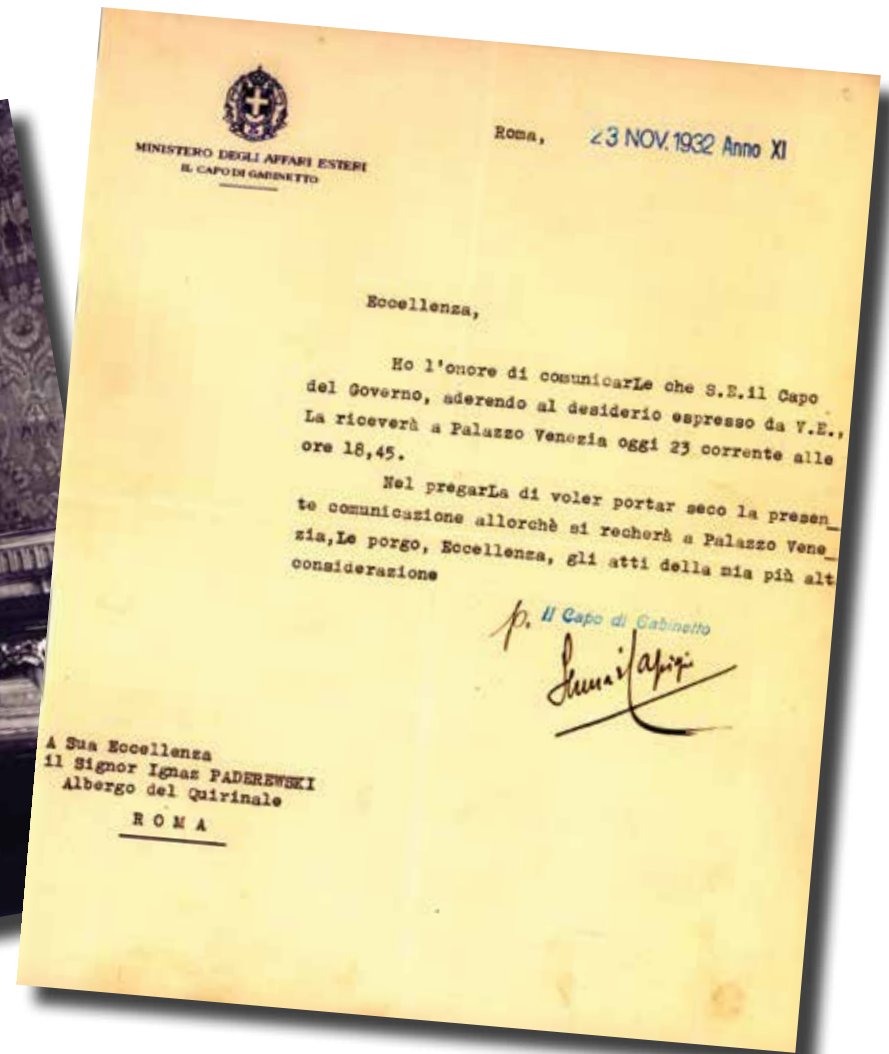 MINISTERO DEGLI AFFARI ESTERI
IL CAPO DI GABINETTO
Roma, 23 NOV. 1932 Anno XI
Eccellenza,
Ho l'onore di comunicarLe che S.E.il Capo
del Governo, aderendo al desiderio espresso da V.E.,
La riceverà a Palazzo Venezia oggi 23 corrente alle
ore 18,45.
Nel pregarLa di voler portar seco la presen_
te comunicazione allorchè si recherà a Palazzo Vene_
zia,Le porgo, Eccellenza, gli atti della mia più alt
considerazione
p. Il Capo di Gabinetto
A Sua Eccellenza
il Signor Ignaz PADEREWSKI
Albergo del Quirinale
ROMA